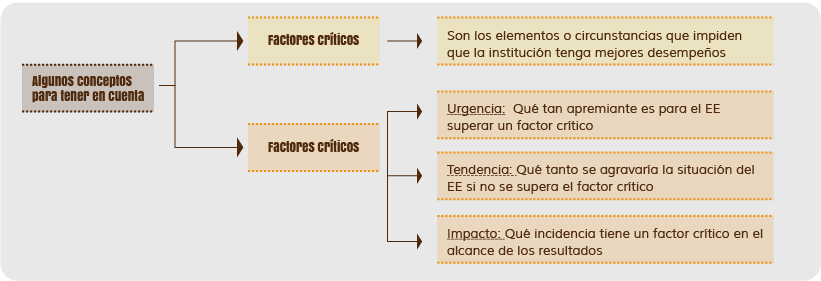 Algunos conceptos
para tener en cuenta
Factores críticos
Son los elementos o circunstancias que impiden
que la institución tenga mejores desempeños
Factores críticos
Urgencia: Qué tan apremiante es para el EE
superar un factor crítico
Tendencia: Qué tanto se agravaría la situación del
EE si no se supera el factor crítico
Impacto: Qué incidencia tiene un factor crítico en el
alcance de los resultados